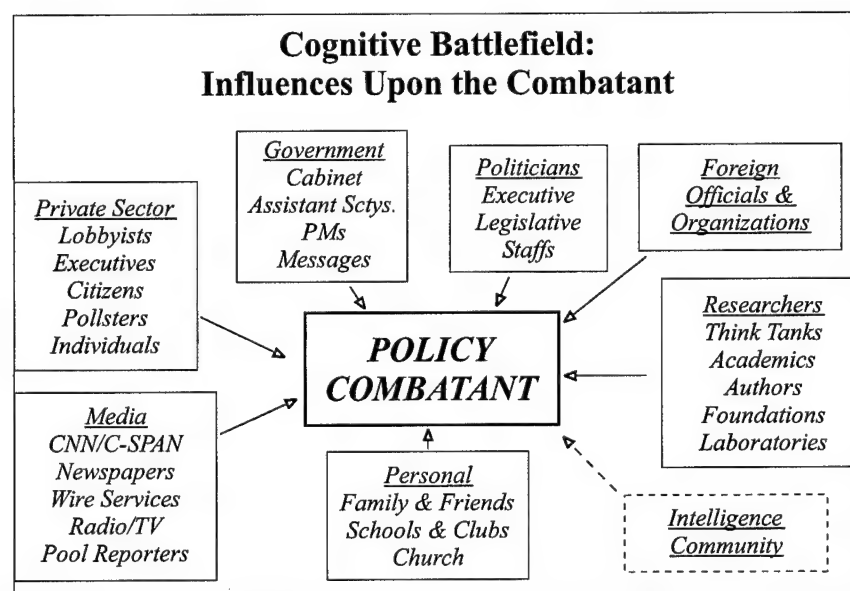 Cognitive Battlefield:
Influences Upon the Combatant
Government
Cabinet
Assistant Sctys.
PMs
Messages
Politicians
Executive
Legislative
Staffs
Foreign
Officials &
Organizations
Private Sector
Lobbyists
Executives
Citizens
Pollsters
Individuals
POLICY
COMBATANT
Researchers
Think Tanks
Academics
Authors
Foundations
Laboratories
Media
CNN/C-SPAN
Newspapers
Wire Services
Radio/TV
Pool Reporters
Personal
Family & Friends
Schools & Clubs
Church
Intelligence
Community